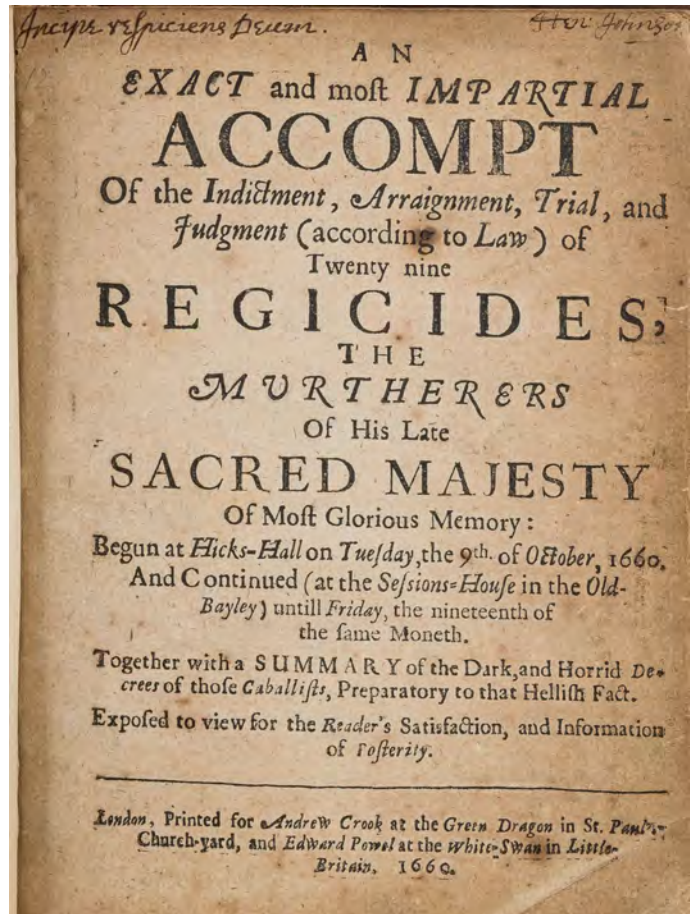 Incipe respiciens Deum.
Johnson
AN
EXACT and moſt IMPARTIAL
ACCOMPT
Of the Indictment, Arraignment, Trial, and
Judgment (according to Law) of
Twenty nine
REGICIDES,
THE
MURTHERERS
Of His Late
SACRED MAJESTY
Of Moſt Glorious Memory:
Begun at Hicks-Hall on Tueſday, the 9th. of October, 1660.
And Continued (at the Seſsions-Houſe in the Old-
Bayley) untill Friday, the nineteenth of
the ſame Moneth.
Together with a SUMMARY of the Dark, and Horrid De-
crees of thoſe Caballiſts, Preparatory to that Helliſh Fact.
Expoſed to view for the Reader's Satisfaction, and Information
of Poſterity.
London, Printed for Andrew Crook at the Green Dragon in St. Pauls-
Church-yard, and Edward Powel at the White-Swan in Little-
Britain, 1660.